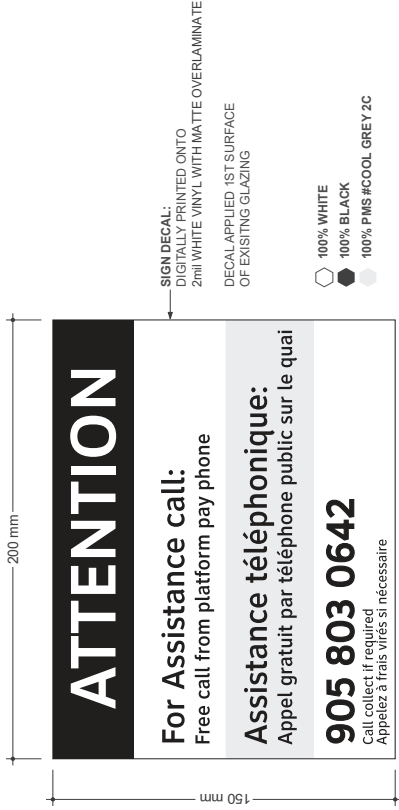 200 mm
150 mm
ATTENTION
For Assistance call:
Free call from platform pay phone
Assistance téléphonique:
Appel gratuit par téléphone public sur le quai
905 803 0642
Call collect if required
Appelez à frais virés si nécessaire
SIGN DECAL:
DIGITALLY PRINTED ONTO
2mil WHITE VINYL WITH MATTE OVERLAMINATE
DECAL APPLIED 1ST SURFACE
OF EXISITNG GLAZING
100% WHITE
100% BLACK
100% PMS #COOL GREY 2C